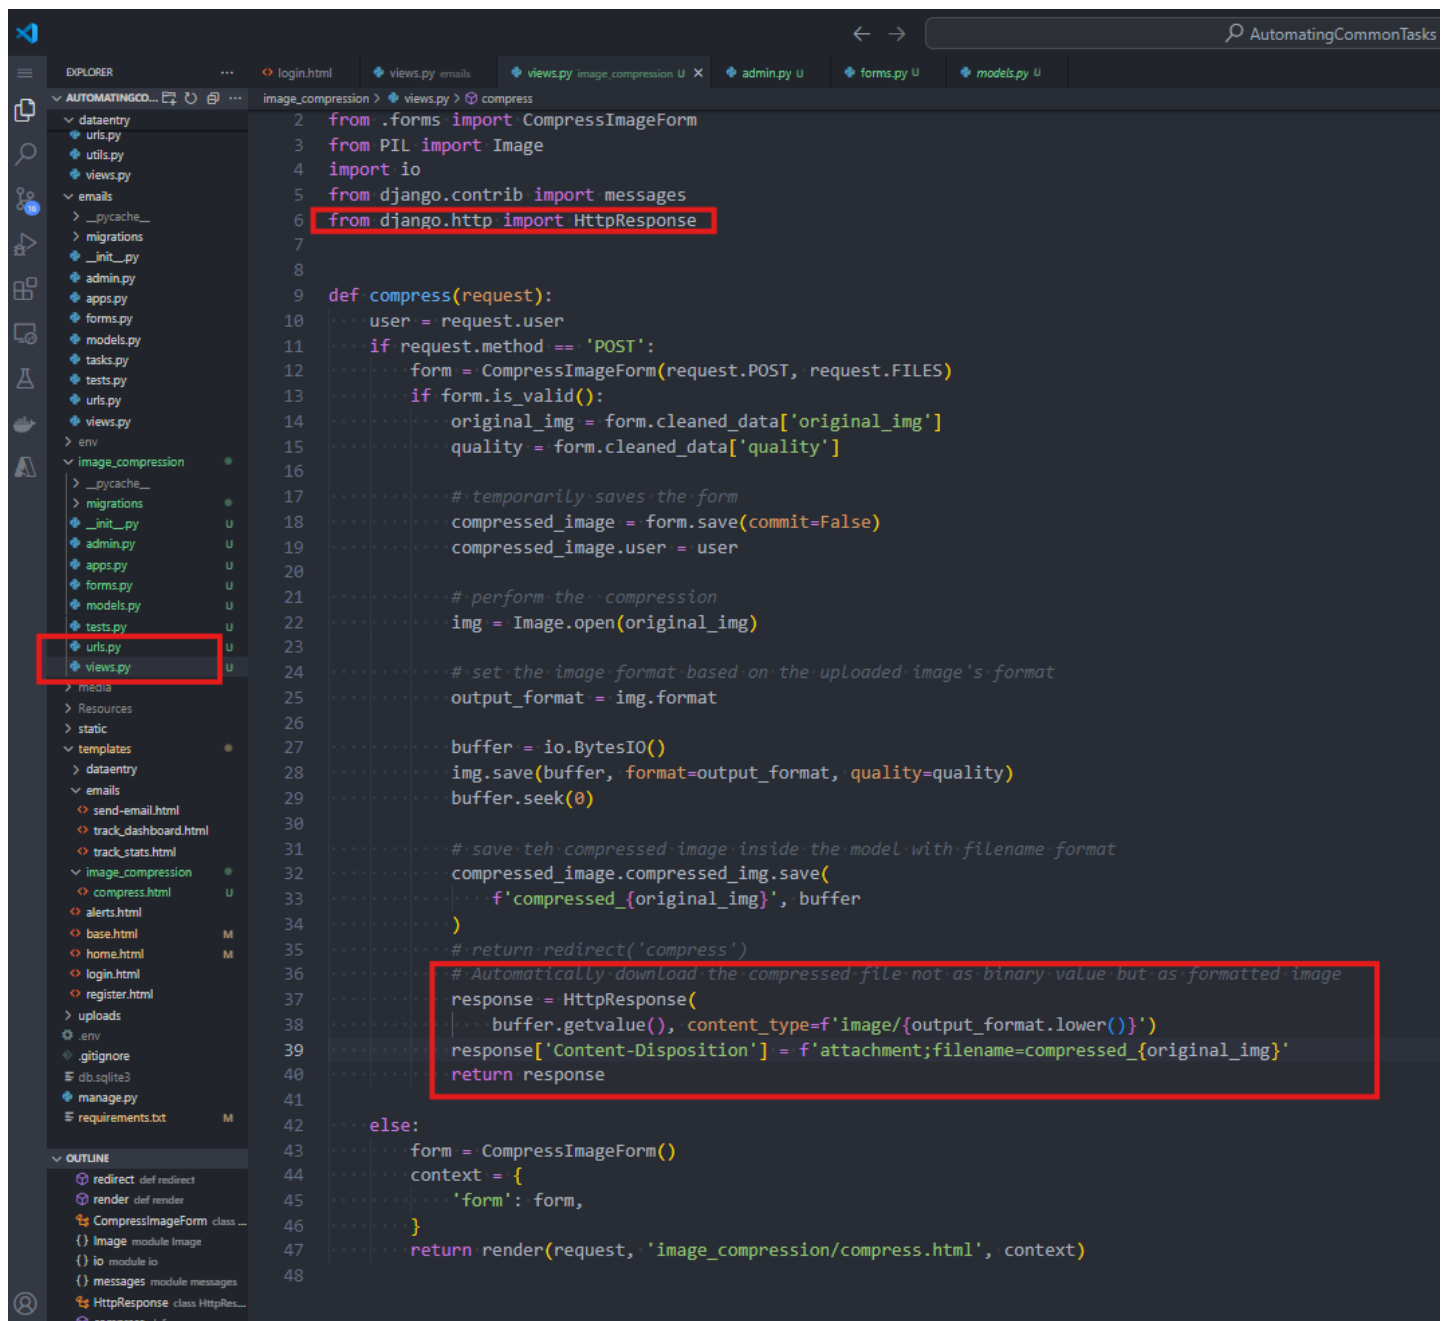 AutomatingCommonTasks
EXPLORER ...
login.html
views.py emails
views.py image_compression U
admin.py U
forms.py U
models.py U
AUTOMATINGCO... ...
image_compression > views.py > compress
dataentry
urls.py
utils.py
views.py
emails
__pycache__
migrations
__init__.py
admin.py
apps.py
forms.py
models.py
tasks.py
tests.py
urls.py
views.py
env
image_compression
__pycache__
migrations
__init__.py U
admin.py U
apps.py U
forms.py U
models.py U
tests.py U
urls.py U
views.py U
media
Resources
static
templates
dataentry
emails
send-email.html
track_dashboard.html
track_stats.html
image_compression
compress.html U
alerts.html
base.html M
home.html M
login.html
register.html
uploads
.env
.gitignore
db.sqlite3
manage.py
requirements.txt M
OUTLINE
redirect def redirect
render def render
CompressImageForm class ...
Image module Image
io module io
messages module messages
HttpResponse class HttpRes...
16
2 from .forms import CompressImageForm
3 from PIL import Image
4 import io
5 from django.contrib import messages
6 from django.http import HttpResponse
7
8
9 def compress(request):
10 user = request.user
11 if request.method == 'POST':
12 form = CompressImageForm(request.POST, request.FILES)
13 if form.is_valid():
14 original_img = form.cleaned_data['original_img']
15 quality = form.cleaned_data['quality']
16
17 # temporarily saves the form
18 compressed_image = form.save(commit=False)
19 compressed_image.user = user
20
21 # perform the  compression
22 img = Image.open(original_img)
23
24 # set the image format based on the uploaded image's format
25 output_format = img.format
26
27 buffer = io.BytesIO()
28 img.save(buffer, format=output_format, quality=quality)
29 buffer.seek(0)
30
31 # save teh compressed image inside the model with filename format
32 compressed_image.compressed_img.save(
33 f'compressed_{original_img}', buffer
34 )
35 # return redirect('compress')
36 # Automatically download the compressed file not as binary value but as formatted image
37 response = HttpResponse(
38 buffer.getvalue(), content_type=f'image/{output_format.lower()}')
39 response['Content-Disposition'] = f'attachment;filename=compressed_{original_img}'
40 return response
41
42 else:
43 form = CompressImageForm()
44 context = {
45 'form': form,
46 }
47 return render(request, 'image_compression/compress.html', context)
48